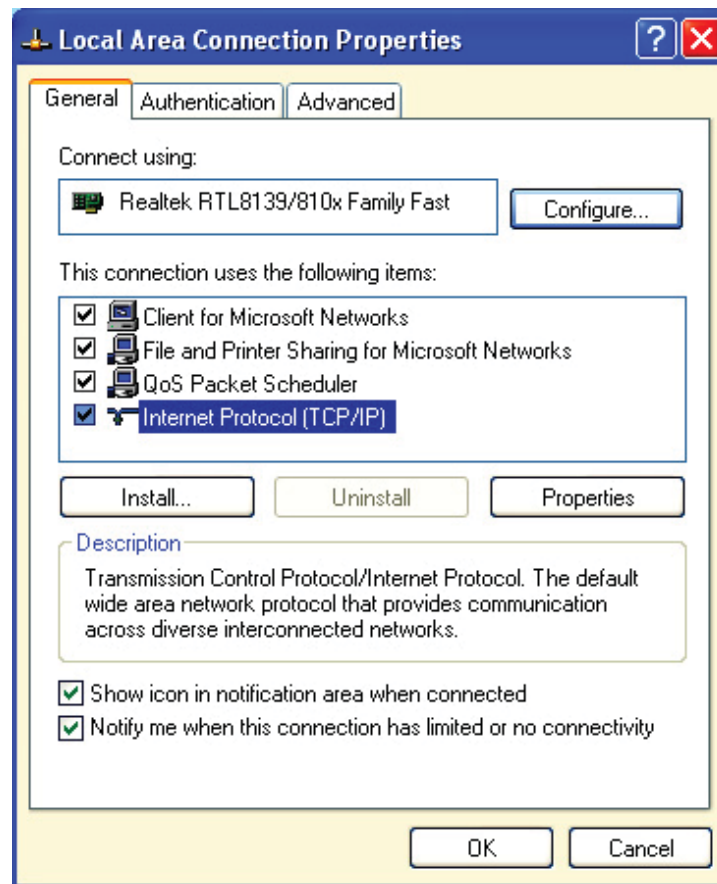 Local Area Connection Properties
General Authentication Advanced
Connect using:
Realtek RTL8139/810x Family Fast Configure...
This connection uses the following items:
Client for Microsoft Networks
File and Printer Sharing for Microsoft Networks
QoS Packet Scheduler
Internet Protocol (TCP/IP)
Install... Uninstall Properties
Description
Transmission Control Protocol/Internet Protocol. The default
wide area network protocol that provides communication
across diverse interconnected networks.
Show icon in notification area when connected
Notify me when this connection has limited or no connectivity
OK Cancel